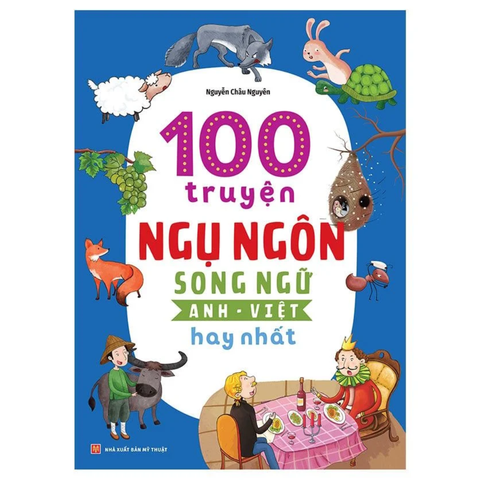 Nguyễn Châu Nguyên
100
truyện
NGỤ NGÔN
SONG NGỮ
ANH - VIỆT
hay nhất
NHÀ XUẤT BẢN MỸ THUẬT